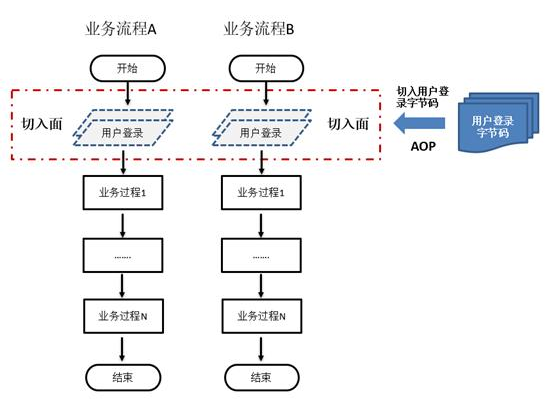 业务流程A
业务流程B
开始
开始
切入面
用户登录
用户登录
切入面
切入用户登
录字节码
AOP
用户登录
字节码
业务过程1
业务过程1
.......
.......
业务过程N
业务过程N
结束
结束